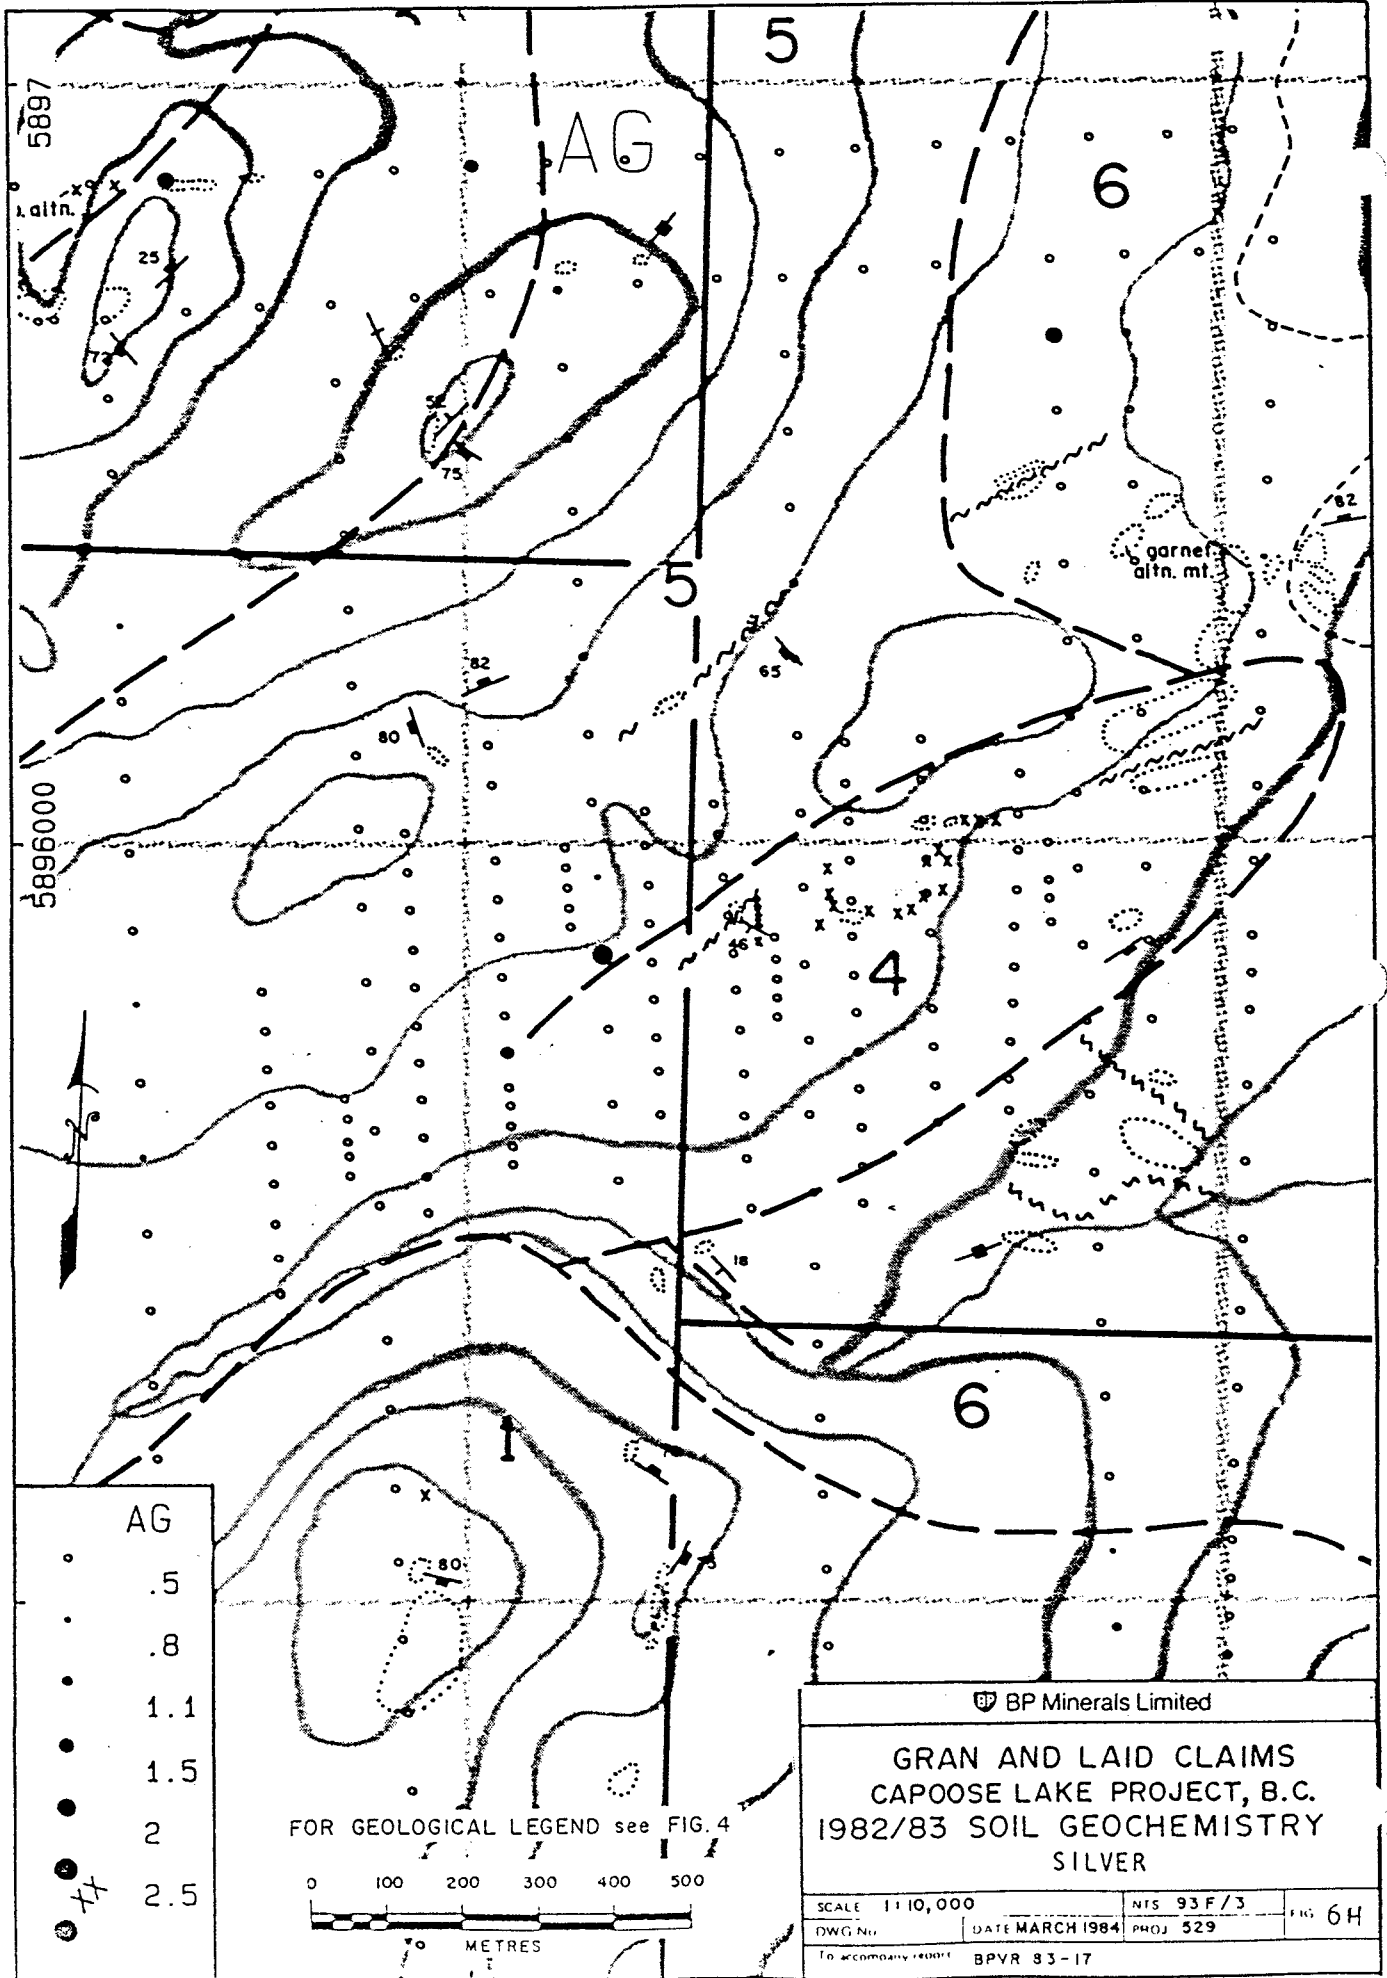 5
5897
AG
6
altn.
25
72
52
75
82
garnet
altn. mt.
5
82
65
80
5896000
46
4
N
18
6
1
80
AG
.5
.8
1.1
1.5
2
2.5
XX
FOR GEOLOGICAL LEGEND see FIG. 4
0 100 200 300 400 500
METRES
BP BP Minerals Limited
GRAN AND LAID CLAIMS
CAPOOSE LAKE PROJECT, B.C.
1982/83 SOIL GEOCHEMISTRY
SILVER
SCALE 1:10,000 NTS 93 F/3 FIG. 6H
DWG No. DATE MARCH 1984 PROJ 529
To accompany report BPVR 83-17